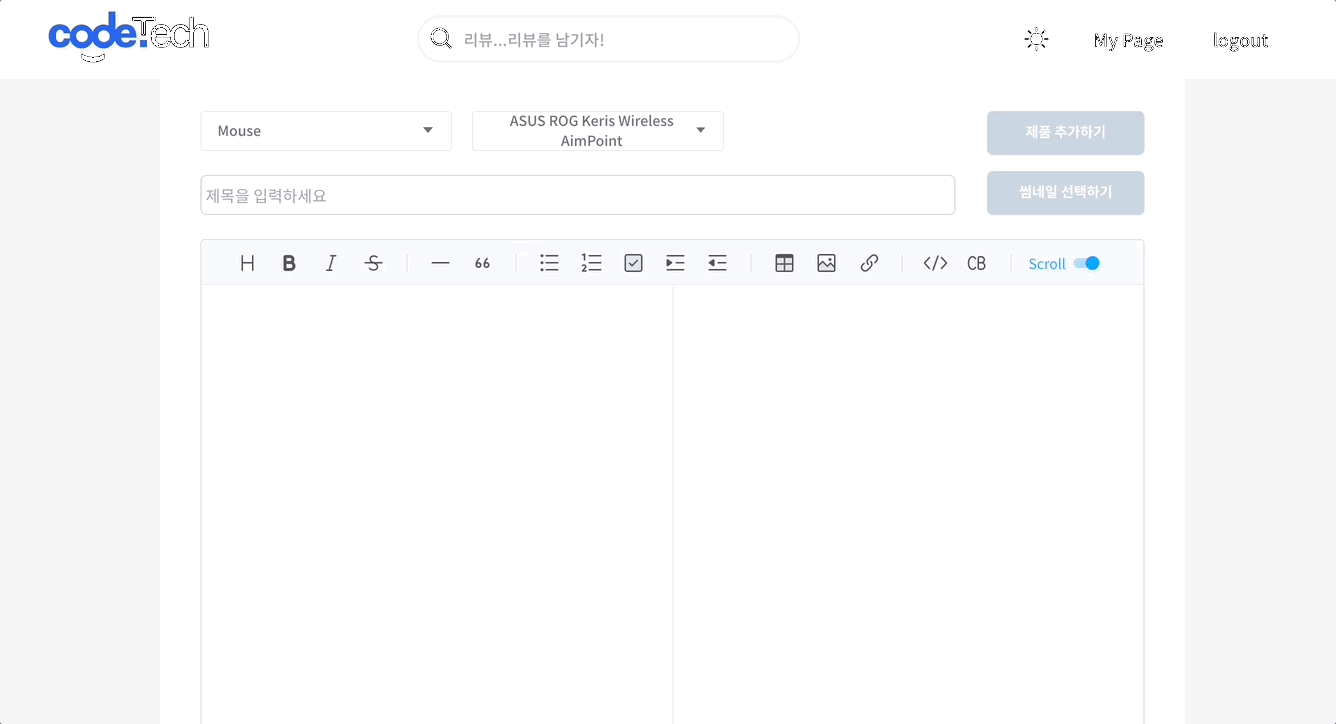 code.Tech
리뷰...리뷰를 남기자!
My Page
logout
Mouse
ASUS ROG Keris Wireless
AimPoint
제품 추가하기
제목을 입력하세요
썸네일 선택하기
H B I S 66 </> CB Scroll